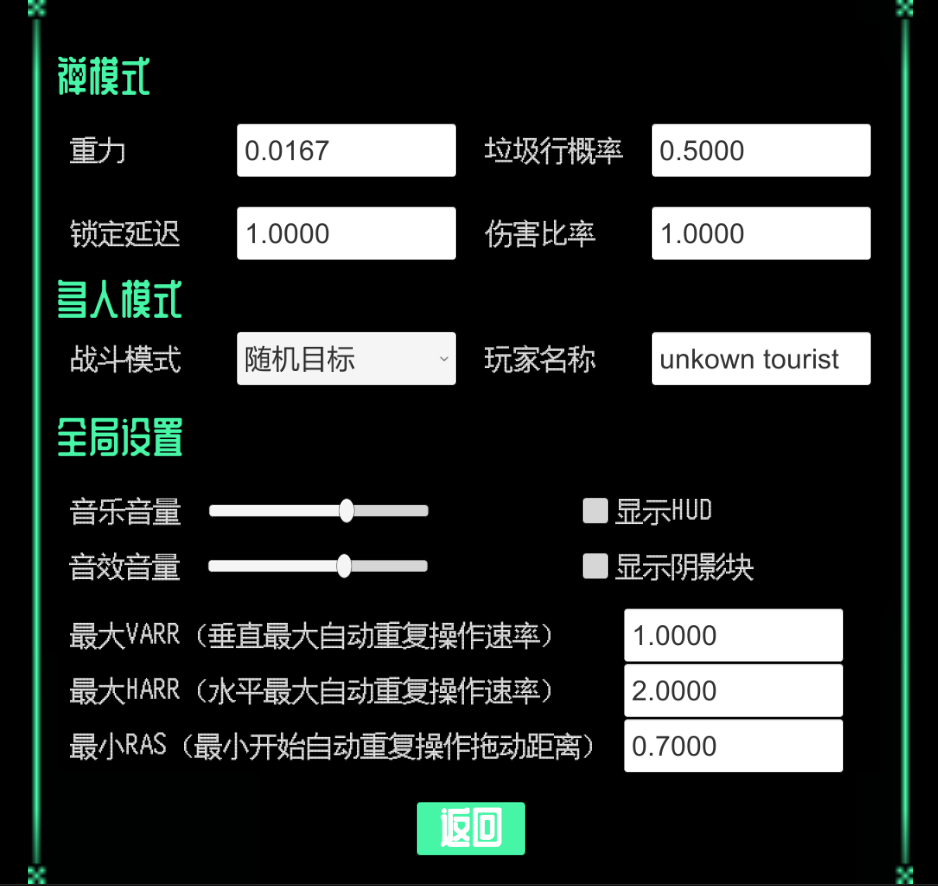 禅模式
重力 0.0167 垃圾行概率 0.5000
锁定延迟 1.0000 伤害比率 1.0000
多人模式
战斗模式 随机目标 玩家名称 unkown tourist
全局设置
音乐音量 显示HUD
音效音量 显示阴影块
最大VARR（垂直最大自动重复操作速率） 1.0000
最大HARR（水平最大自动重复操作速率） 2.0000
最小RAS（最小开始自动重复操作拖动距离） 0.7000
返回